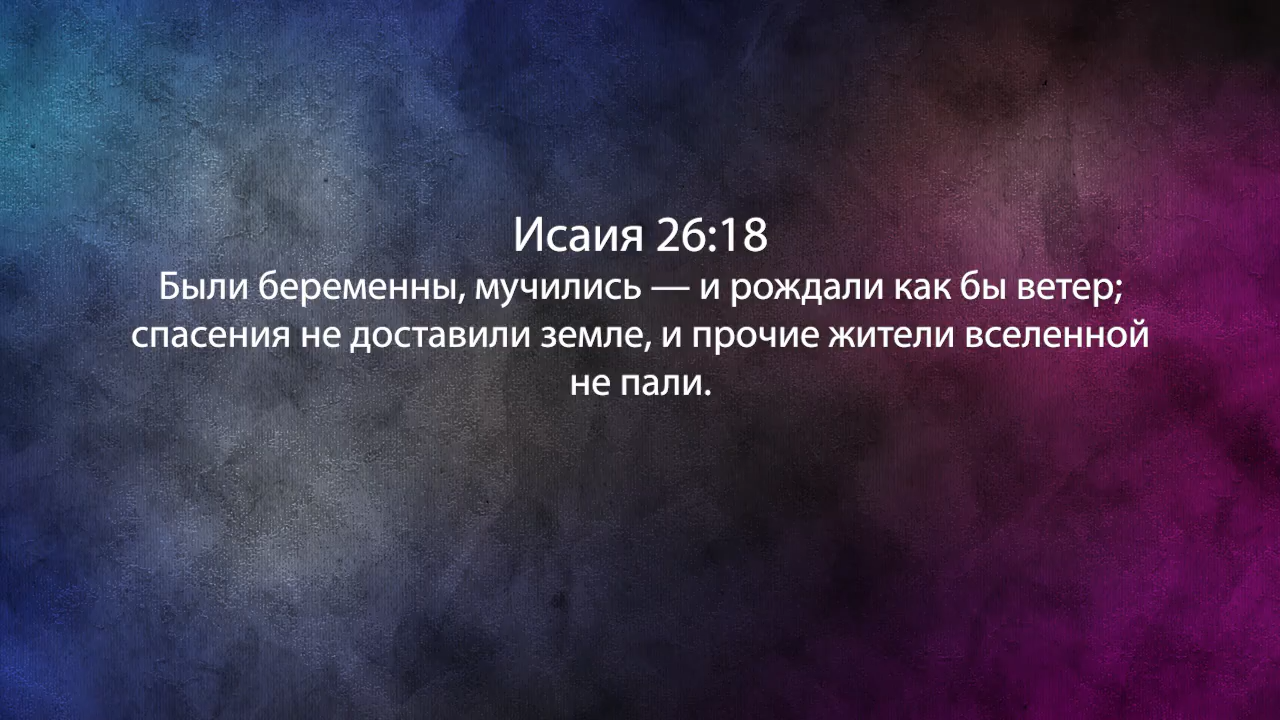 Исаия 26:18
Были беременны, мучились — и рождали как бы ветер;
спасения не доставили земле, и прочие жители вселенной
не пали.